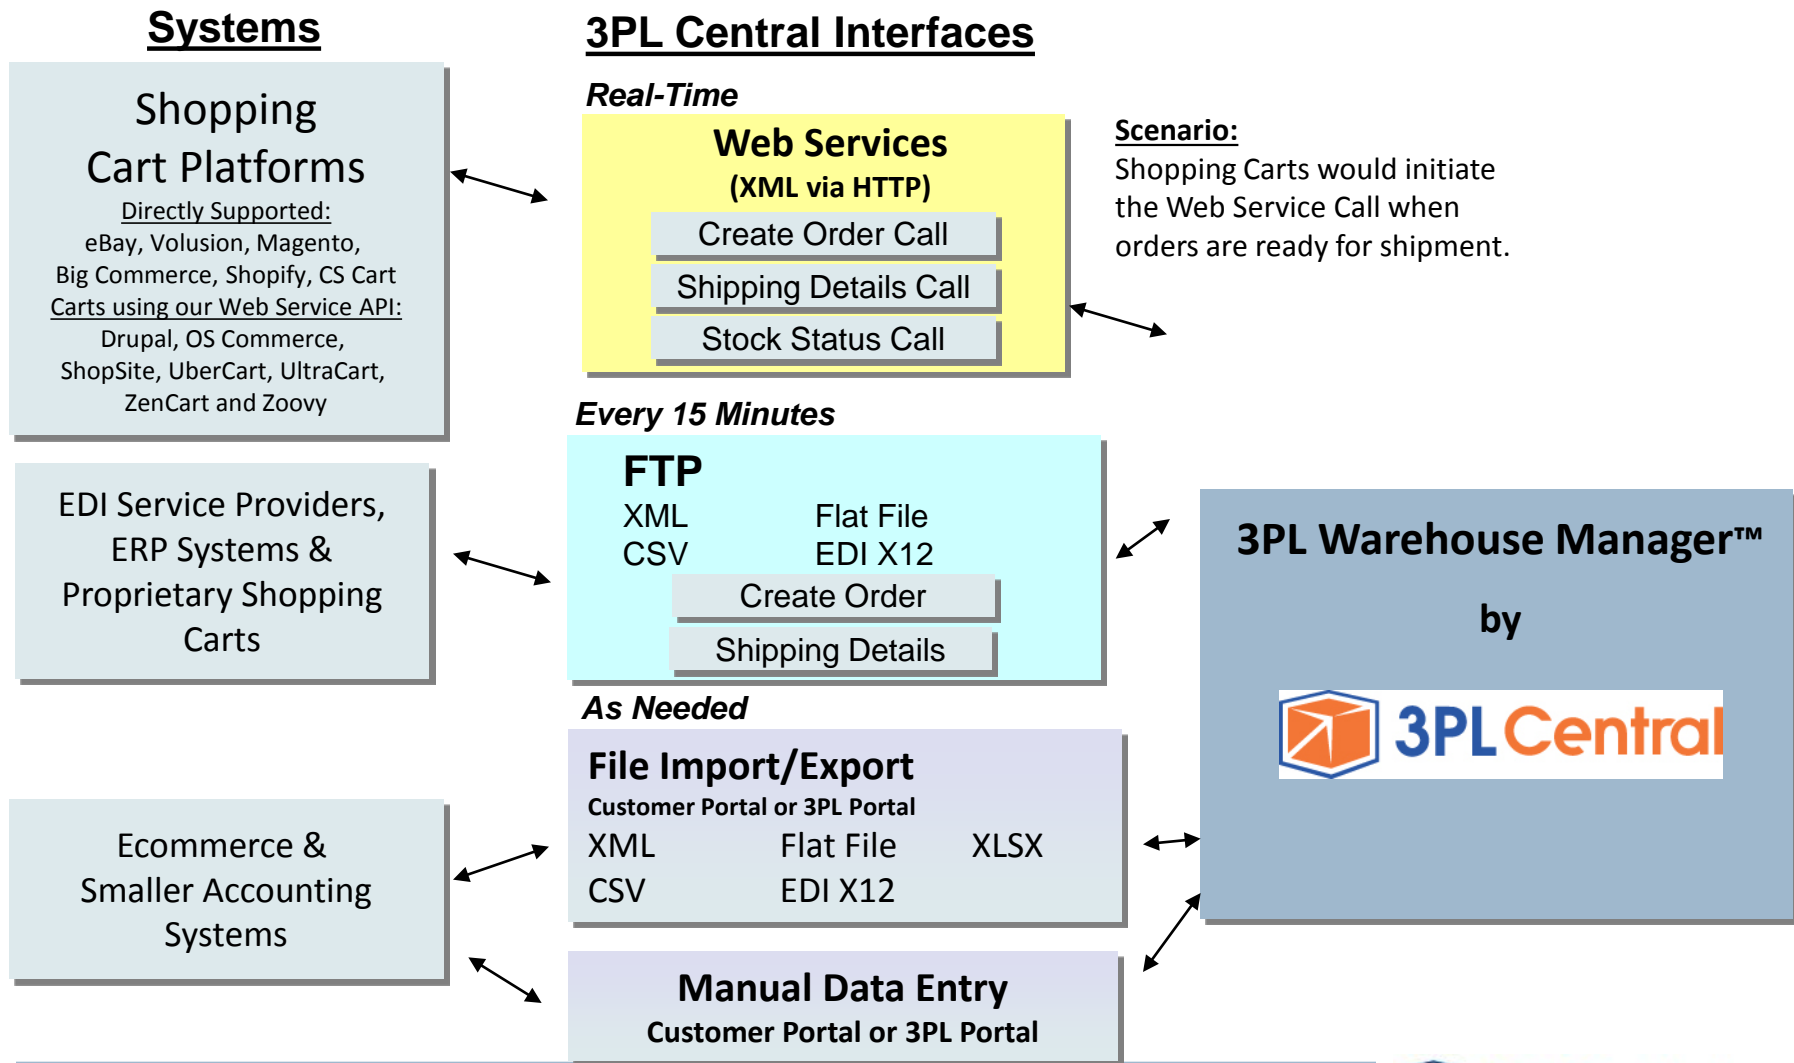 Systems
3PL Central Interfaces
Shopping
Cart Platforms
Directly Supported:
eBay, Volusion, Magento,
Big Commerce, Shopify, CS Cart
Carts using our Web Service API:
Drupal, OS Commerce,
ShopSite, UberCart, UltraCart,
ZenCart and Zoovy
Real-Time
Web Services
(XML via HTTP)
Create Order Call
Shipping Details Call
Stock Status Call
Scenario:
Shopping Carts would initiate
the Web Service Call when
orders are ready for shipment.
EDI Service Providers,
ERP Systems &
Proprietary Shopping
Carts
Every 15 Minutes
FTP
XML Flat File
CSV EDI X12
Create Order
Shipping Details
3PL Warehouse Manager™
by
3PL Central
Ecommerce &
Smaller Accounting
Systems
As Needed
File Import/Export
Customer Portal or 3PL Portal
XML Flat File XLSX
CSV EDI X12
Manual Data Entry
Customer Portal or 3PL Portal